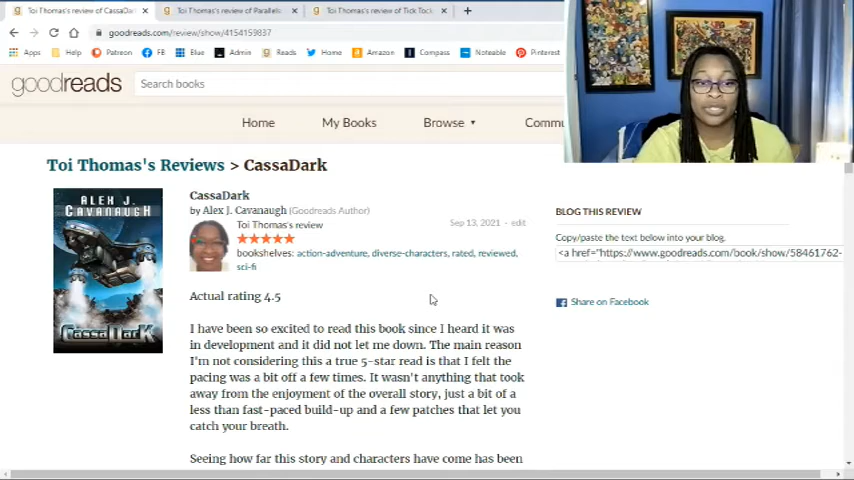 Toi Thomas's review of CassaDa
Toi Thomas's review of Parallels
Toi Thomas's review of Tick Tock
goodreads.com/review/show/4154159837
Apps Help Patreon FB Blue Admin Reads Home Amazon Compass Noteable Pinterest
goodreads
Search books
Home My Books Browse Commu
Toi Thomas's Reviews > CassaDark
ALEX J.
CAVANAUGH
CassaDark
CassaDark
by Alex J. Cavanaugh (Goodreads Author)
Toi Thomas's review
Sep 13, 2021 · edit
bookshelves: action-adventure, diverse-characters, rated, reviewed,
sci-fi
Actual rating 4.5
I have been so excited to read this book since I heard it was
in development and it did not let me down. The main reason
I'm not considering this a true 5-star read is that I felt the
pacing was a bit off a few times. It wasn't anything that took
away from the enjoyment of the overall story, just a bit of a
less than fast-paced build-up and a few patches that let you
catch your breath.
Seeing how far this story and characters have come has been
BLOG THIS REVIEW
Copy/paste the text below into your blog.
<a href="https://www.goodreads.com/book/show/58461762-
Share on Facebook